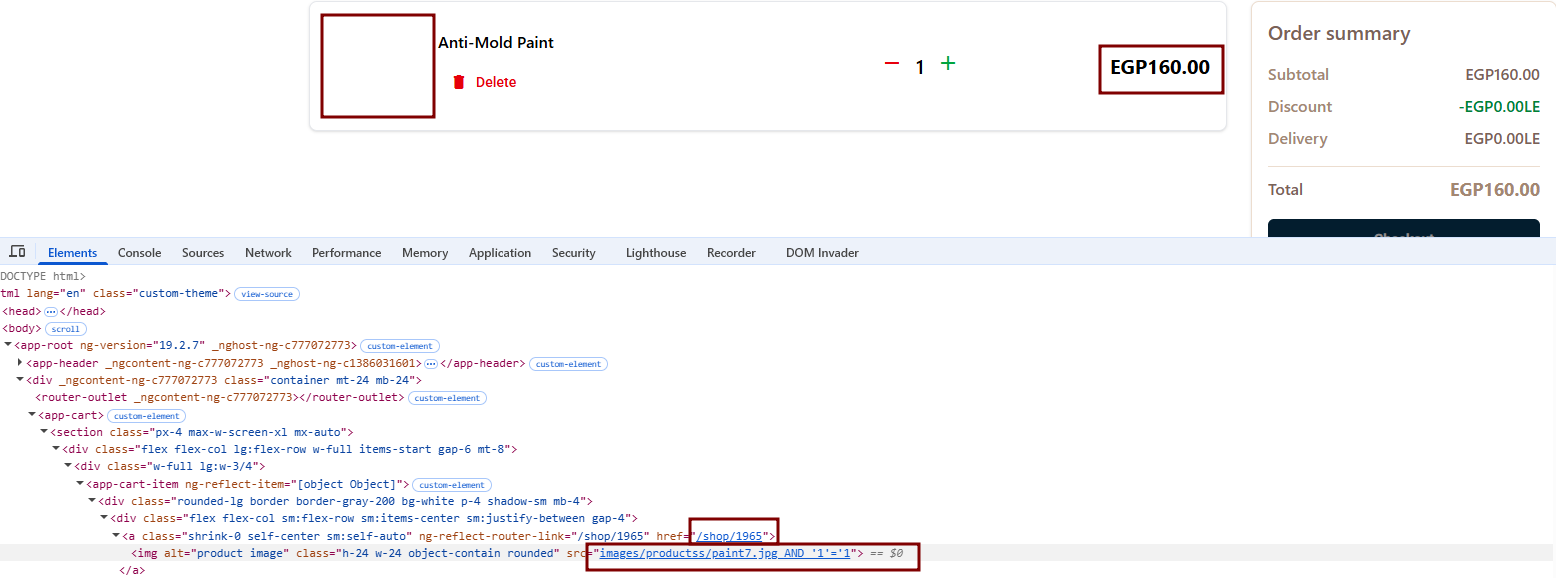 Anti-Mold Paint
Delete
1
EGP160.00
Order summary
Subtotal EGP160.00
Discount -EGP0.00LE
Delivery EGP0.00LE
Total EGP160.00
Checkout
Elements Console Sources Network Performance Memory Application Security Lighthouse Recorder DOM Invader
DOCTYPE html>
tml lang="en" class="custom-theme"> view-source
<head> ⋯ </head>
<body> scroll
<app-root ng-version="19.2.7" _nghost-ng-c777072773> custom-element
<app-header _ngcontent-ng-c777072773 _nghost-ng-c1386031601> ⋯ </app-header> custom-element
<div _ngcontent-ng-c777072773 class="container mt-24 mb-24">
<router-outlet _ngcontent-ng-c777072773></router-outlet> custom-element
<app-cart> custom-element
<section class="px-4 max-w-screen-xl mx-auto">
<div class="flex flex-col lg:flex-row w-full items-start gap-6 mt-8">
<div class="w-full lg:w-3/4">
<app-cart-item ng-reflect-item="[object Object]"> custom-element
<div class="rounded-lg border border-gray-200 bg-white p-4 shadow-sm mb-4">
<div class="flex flex-col sm:flex-row sm:items-center sm:justify-between gap-4">
<a class="shrink-0 self-center sm:self-auto" ng-reflect-router-link="/shop/1965" href="/shop/1965">
<img alt="product image" class="h-24 w-24 object-contain rounded" src="images/productss/paint7.jpg AND '1'='1"> == $0
</a>